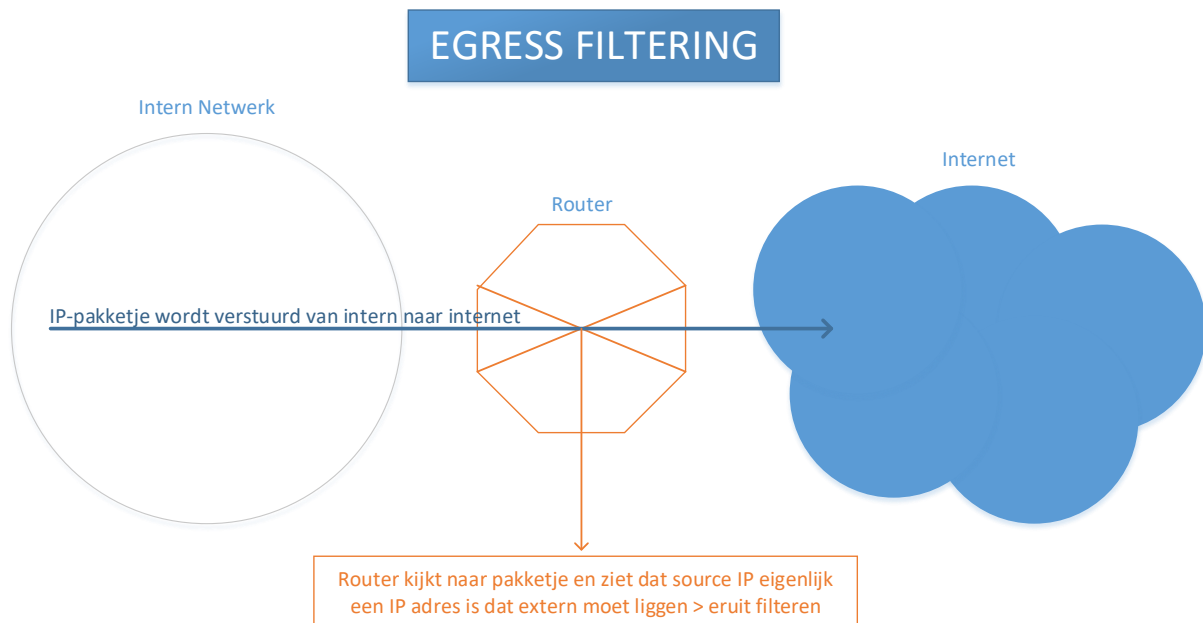 EGRESS FILTERING
Intern Netwerk
Internet
Router
IP-pakketje wordt verstuurd van intern naar internet
Router kijkt naar pakketje en ziet dat source IP eigenlijk
een IP adres is dat extern moet liggen > eruit filteren